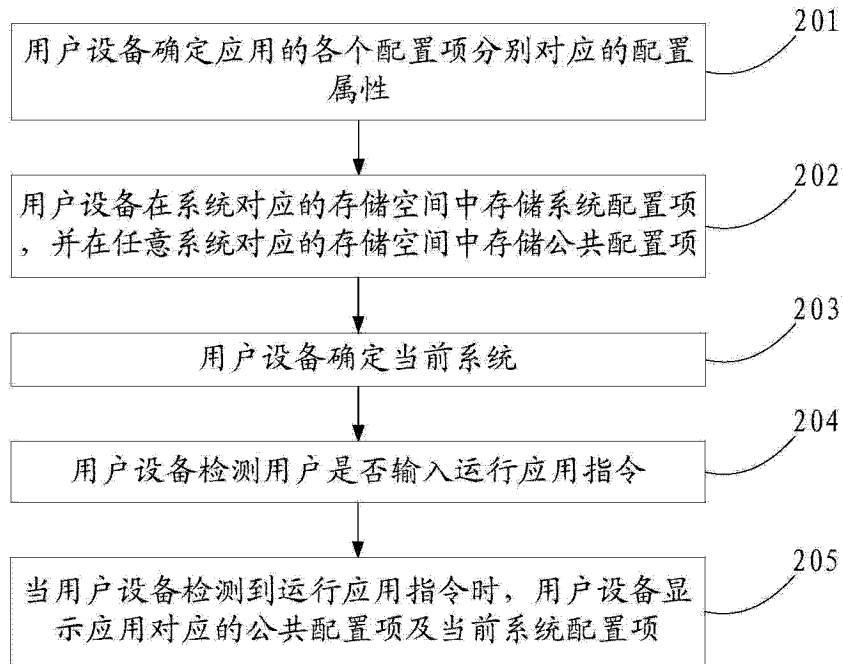 201
用户设备确定应用的各个配置项分别对应的配置
属性
202
用户设备在系统对应的存储空间中存储系统配置项
，并在任意系统对应的存储空间中存储公共配置项
203
用户设备确定当前系统
204
用户设备检测用户是否输入运行应用指令
205
当用户设备检测到运行应用指令时，用户设备显
示应用对应的公共配置项及当前系统配置项